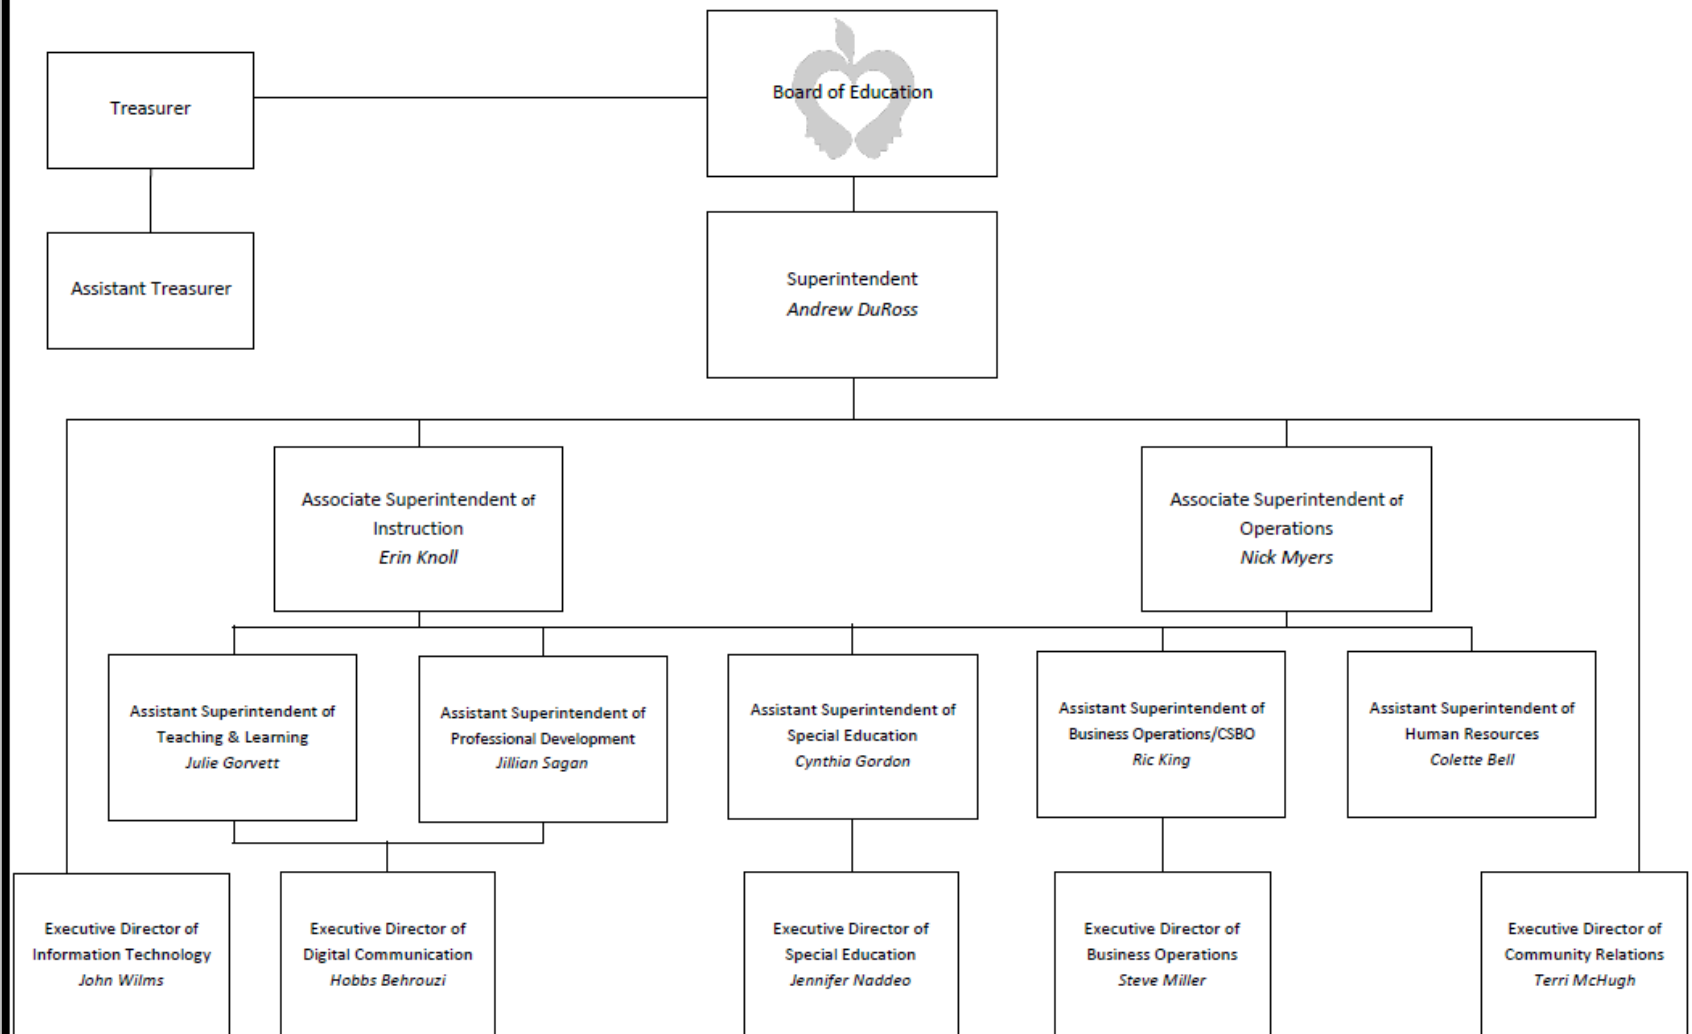 Board of Education
Treasurer
Assistant Treasurer
Superintendent
Andrew DuRoss
Associate Superintendent of
Instruction
Erin Knoll
Associate Superintendent of
Operations
Nick Myers
Assistant Superintendent of
Teaching & Learning
Julie Gorvett
Assistant Superintendent of
Professional Development
Jillian Sagan
Assistant Superintendent of
Special Education
Cynthia Gordon
Assistant Superintendent of
Business Operations/CSBO
Ric King
Assistant Superintendent of
Human Resources
Colette Bell
Executive Director of
Information Technology
John Wilms
Executive Director of
Digital Communication
Hobbs Behrouzi
Executive Director of
Special Education
Jennifer Naddeo
Executive Director of
Business Operations
Steve Miller
Executive Director of
Community Relations
Terri McHugh